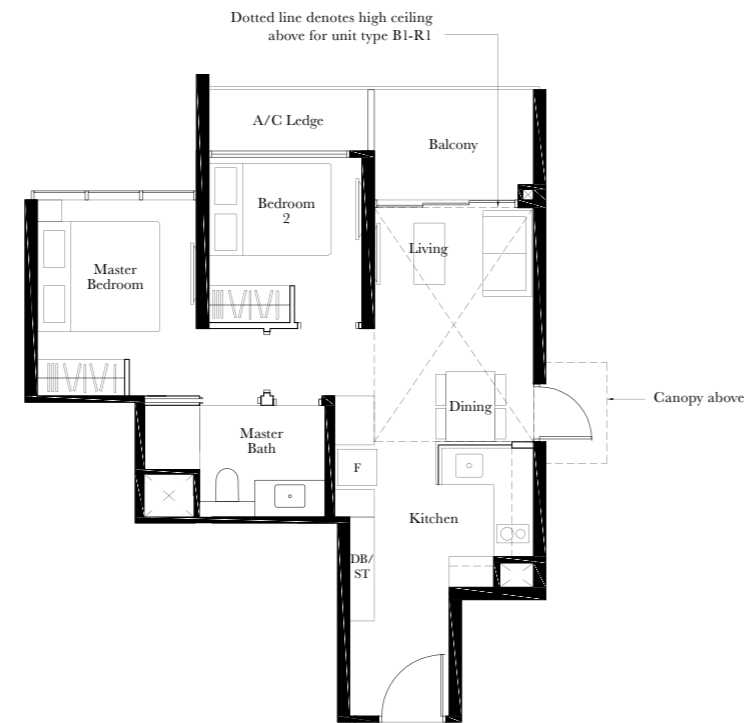 Dotted line denotes high ceiling
above for unit type B1-R1
A/C Ledge
Balcony
Bedroom
2
Living
Master
Bedroom
Canopy above
Dining
Master
Bath
F
Kitchen
DB/
ST